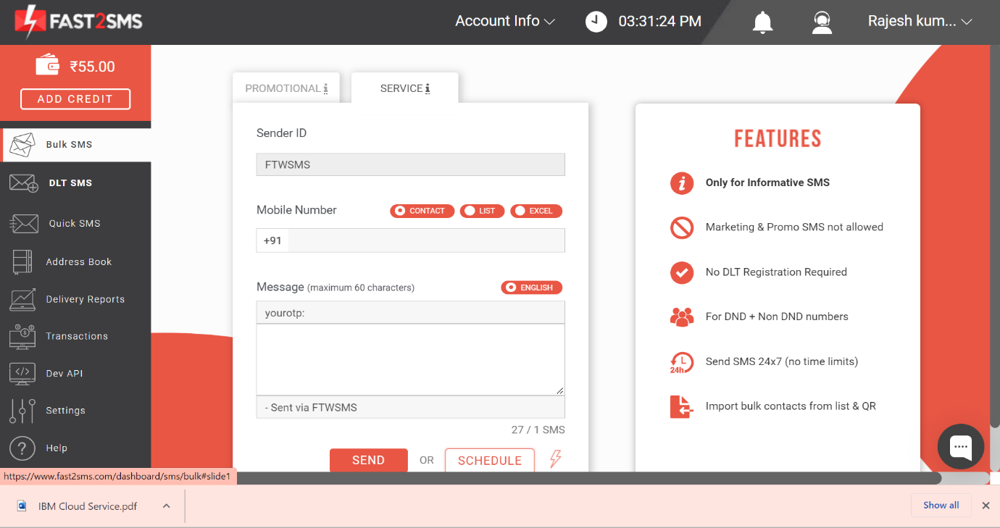 FAST2SMS
Account Info
03:31:24 PM
Rajesh kum...
₹55.00
ADD CREDIT
Bulk SMS
DLT SMS
Quick SMS
Address Book
Delivery Reports
Transactions
Dev API
Settings
Help
PROMOTIONAL i
SERVICE i
Sender ID
FTWSMS
Mobile Number
CONTACT
LIST
EXCEL
+91
Message (maximum 60 characters)
ENGLISH
yourotp:
- Sent via FTWSMS
27 / 1 SMS
SEND
OR
SCHEDULE
FEATURES
Only for Informative SMS
Marketing & Promo SMS not allowed
No DLT Registration Required
For DND + Non DND numbers
24h
Send SMS 24x7 (no time limits)
Import bulk contacts from list & QR
https://www.fast2sms.com/dashboard/sms/bulk#slide1
IBM Cloud Service.pdf
Show all